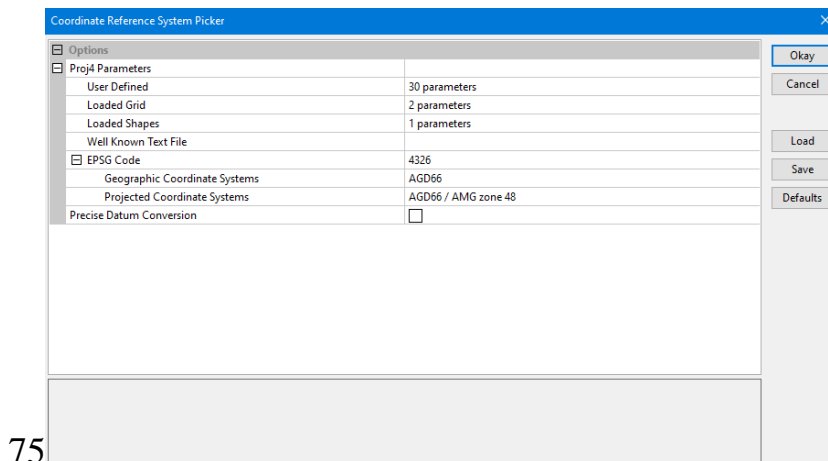 Coordinate Reference System Picker
Options
Okay
Proj4 Parameters
User Defined 30 parameters
Cancel
Loaded Grid 2 parameters
Loaded Shapes 1 parameters
Well Known Text File
Load
EPSG Code 4326
Geographic Coordinate Systems AGD66
Save
Projected Coordinate Systems AGD66 / AMG zone 48
Defaults
Precise Datum Conversion
75